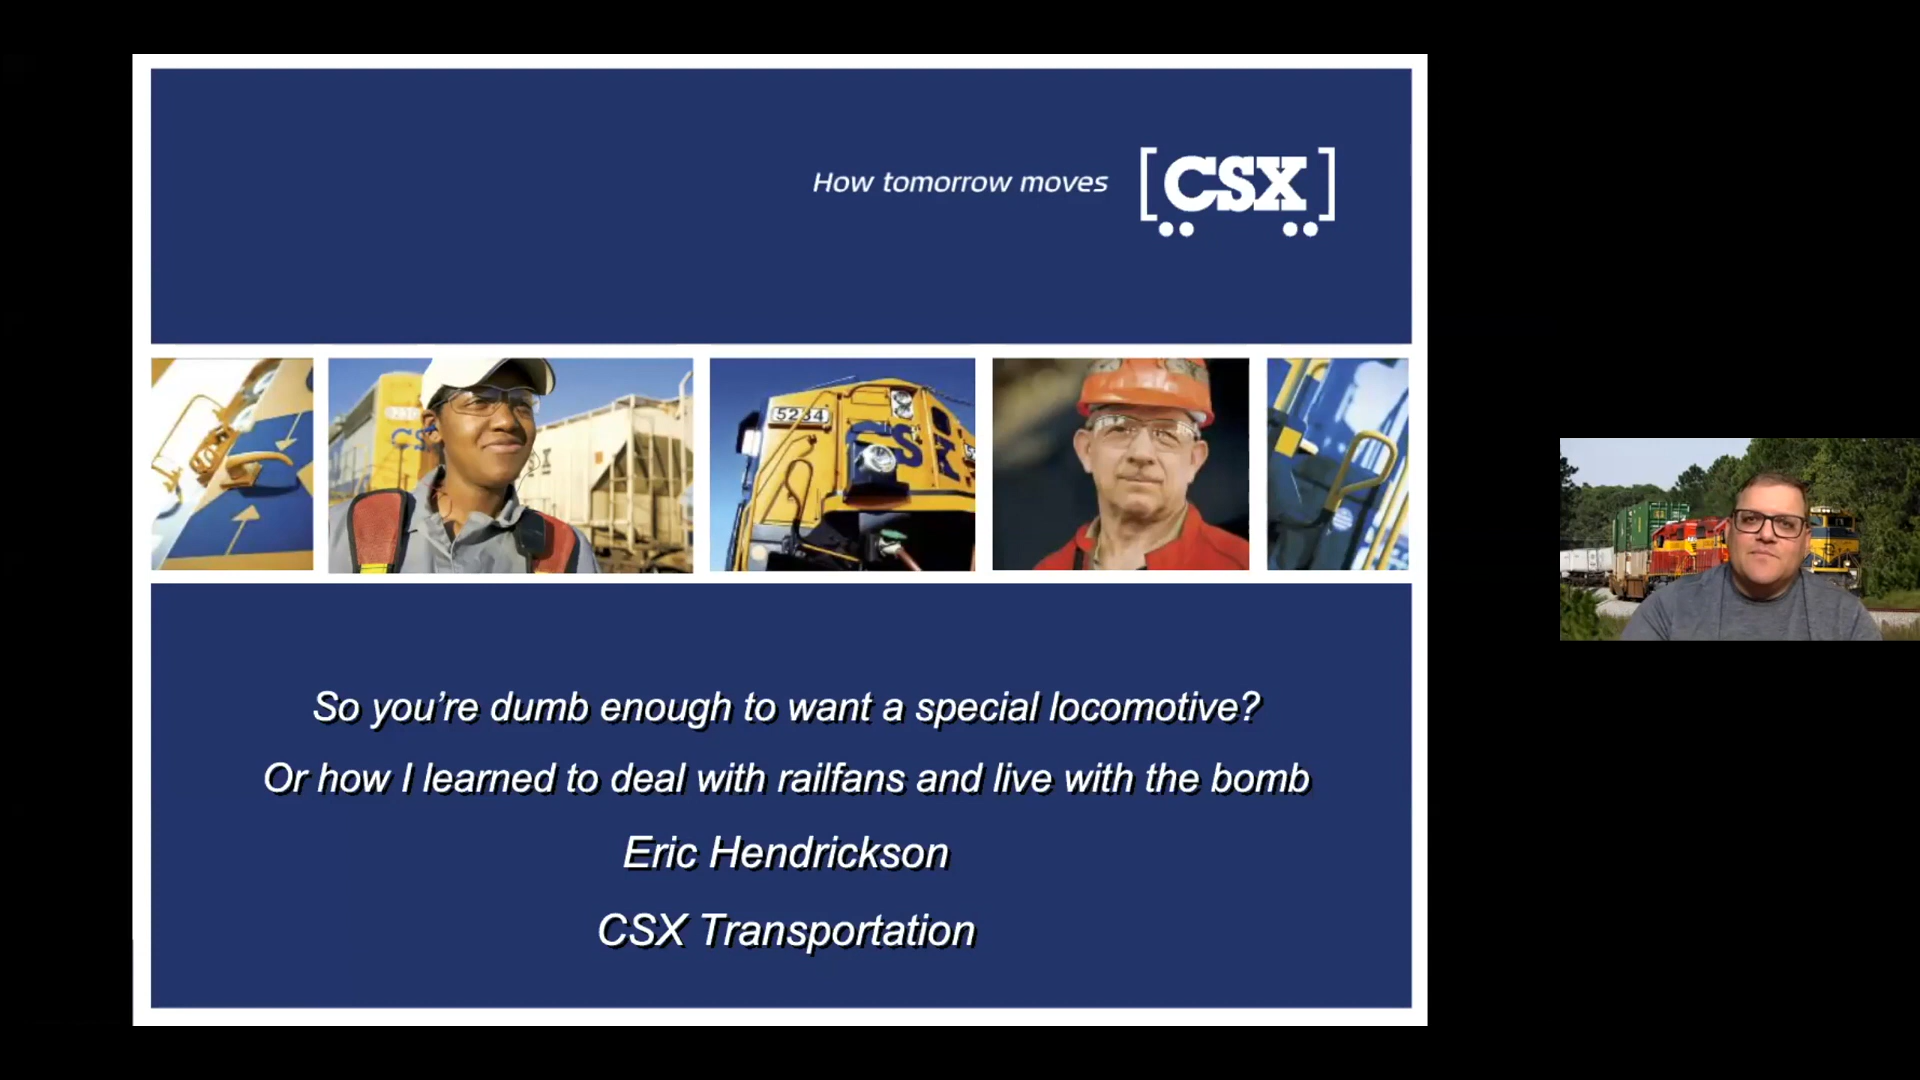 How tomorrow moves
CSX
5234
CSX
So you're dumb enough to want a special locomotive?
Or how I learned to deal with railfans and live with the bomb
Eric Hendrickson
CSX Transportation